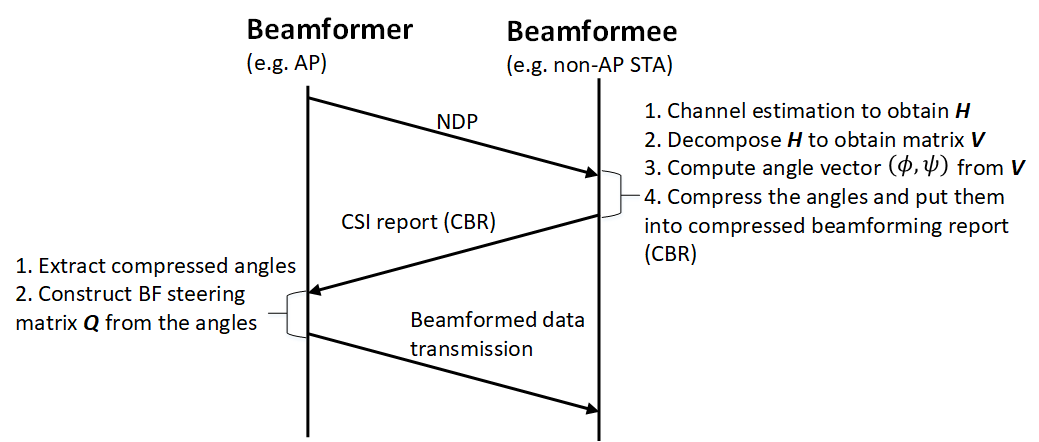 Beamformer
(e.g. AP)
Beamformee
(e.g. non-AP STA)
NDP
1. Channel estimation to obtain H
2. Decompose H to obtain matrix V
3. Compute angle vector (ϕ,ψ) from V
4. Compress the angles and put them
into compressed beamforming report
(CBR)
CSI report (CBR)
1. Extract compressed angles
2. Construct BF steering
matrix Q from the angles
Beamformed data
transmission